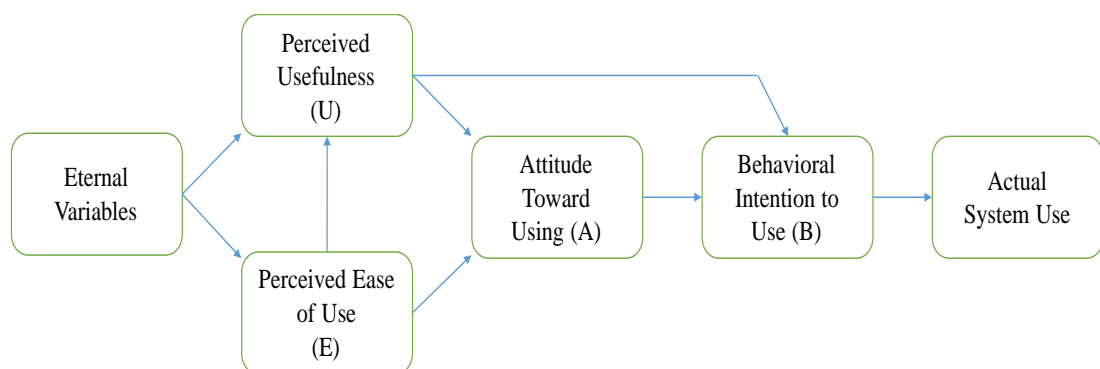 Perceived
Usefulness
(U)
Eternal
Variables
Perceived Ease
of Use
(E)
Attitude
Toward
Using (A)
Behavioral
Intention to
Use (B)
Actual
System Use